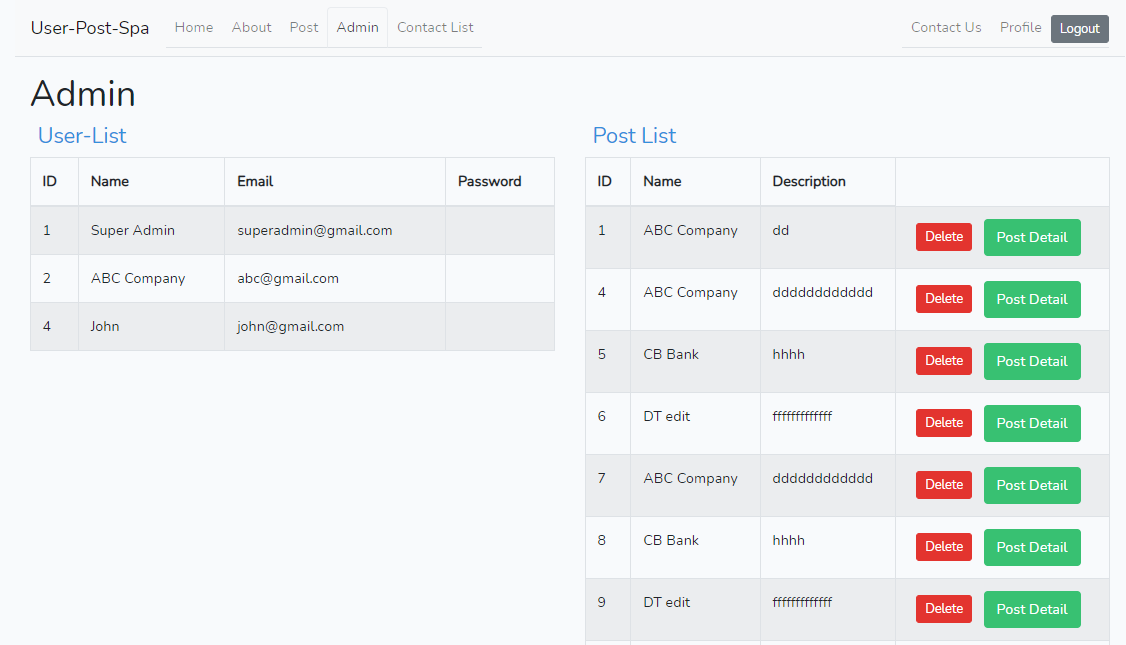 User-Post-Spa Home About Post Admin Contact List Contact Us Profile Logout
Admin
User-List
ID Name Email Password
1 Super Admin superadmin@gmail.com
2 ABC Company abc@gmail.com
4 John john@gmail.com
Post List
ID Name Description
1 ABC Company dd Delete Post Detail
4 ABC Company dddddddddddd Delete Post Detail
5 CB Bank hhhh Delete Post Detail
6 DT edit fffffffffffff Delete Post Detail
7 ABC Company dddddddddddd Delete Post Detail
8 CB Bank hhhh Delete Post Detail
9 DT edit fffffffffffff Delete Post Detail